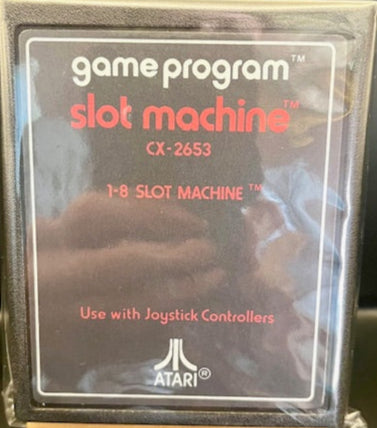 game program™
slot machine™
CX-2653
1-8 SLOT MACHINE™
Use with Joystick Controllers
ATARI®